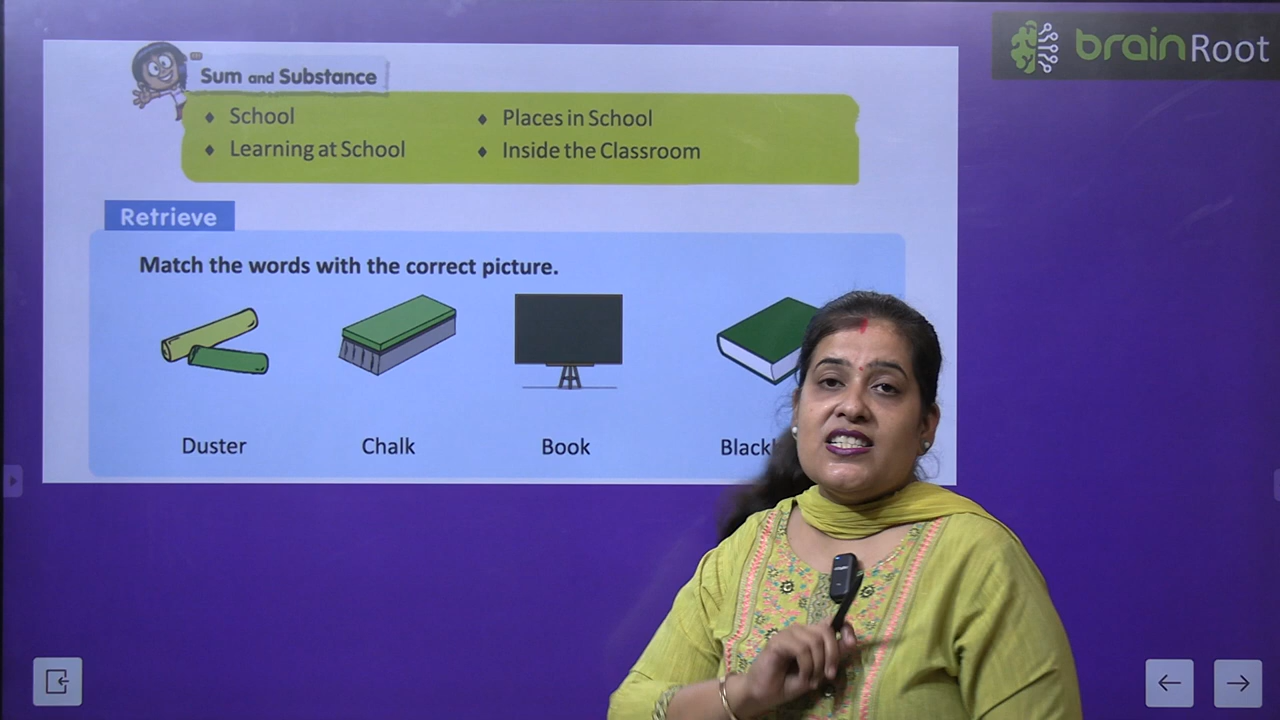 brainRoot
Sum and Substance
♦ School
♦ Places in School
♦ Learning at School
♦ Inside the Classroom
Retrieve
Match the words with the correct picture.
Duster Chalk Book